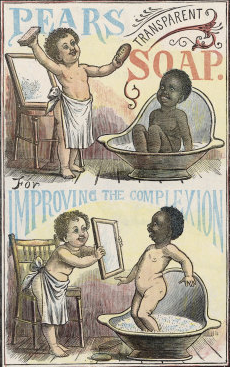 PEARS
TRANSPARENT
SOAP.
For
IMPROVING THE COMPLEXION